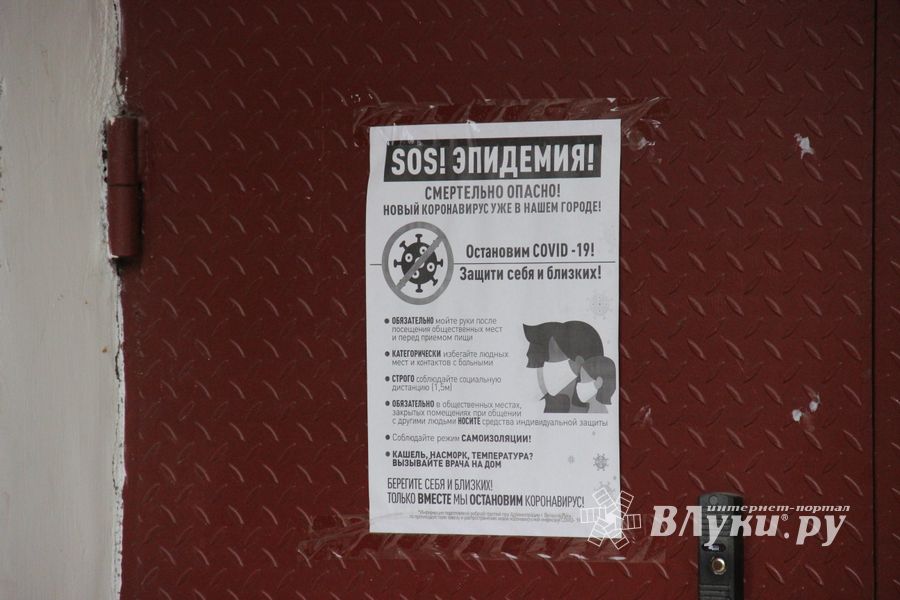 SOS! ЭПИДЕМИЯ!
СМЕРТЕЛЬНО ОПАСНО!
НОВЫЙ КОРОНАВИРУС УЖЕ В НАШЕМ ГОРОДЕ!
Остановим COVID -19!
Защити себя и близких!
ОБЯЗАТЕЛЬНО мойте руки после
посещения общественных мест
и перед приемом пищи
КАТЕГОРИЧЕСКИ избегайте людных
мест и контактов с больными
СТРОГО соблюдайте социальную
дистанцию (1,5м)
ОБЯЗАТЕЛЬНО в общественных местах,
закрытых помещениях при общении
с другими людьми НОСИТЕ средства индивидуальной защиты
Соблюдайте режим САМОИЗОЛЯЦИИ!
КАШЕЛЬ, НАСМОРК, ТЕМПЕРАТУРА?
ВЫЗЫВАЙТЕ ВРАЧА НА ДОМ
БЕРЕГИТЕ СЕБЯ И БЛИЗКИХ!
ТОЛЬКО ВМЕСТЕ МЫ ОСТАНОВИМ КОРОНАВИРУС!
интернет-портал
ВЛуки®.ру